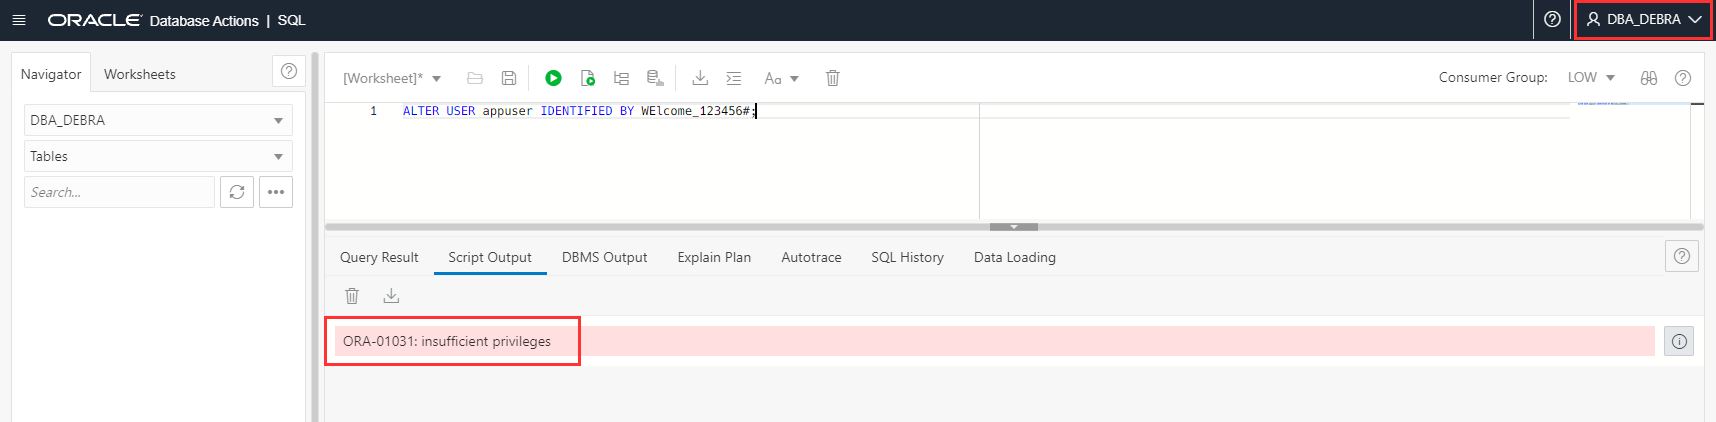 ORACLE Database Actions | SQL
DBA_DEBRA
Navigator
Worksheets
DBA_DEBRA
Tables
Search...
[Worksheet]*
Aa
Consumer Group: LOW
1 ALTER USER appuser IDENTIFIED BY WElcome_123456#;
Query Result
Script Output
DBMS Output
Explain Plan
Autotrace
SQL History
Data Loading
ORA-01031: insufficient privileges